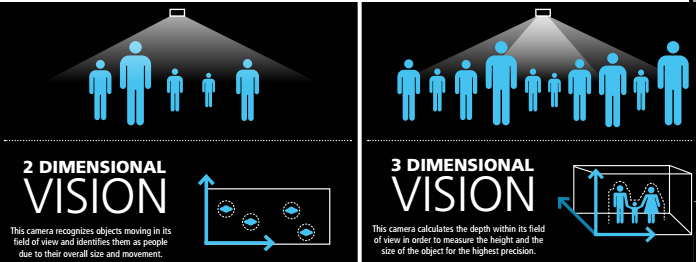 2 DIMENSIONAL
VISION
This camera recognizes objects moving in its
field of view and identifies them as people
due to their overall size and movement.
3 DIMENSIONAL
VISION
This camera calculates the depth within its field
of view in order to measure the height and the
size of the object for the highest precision.